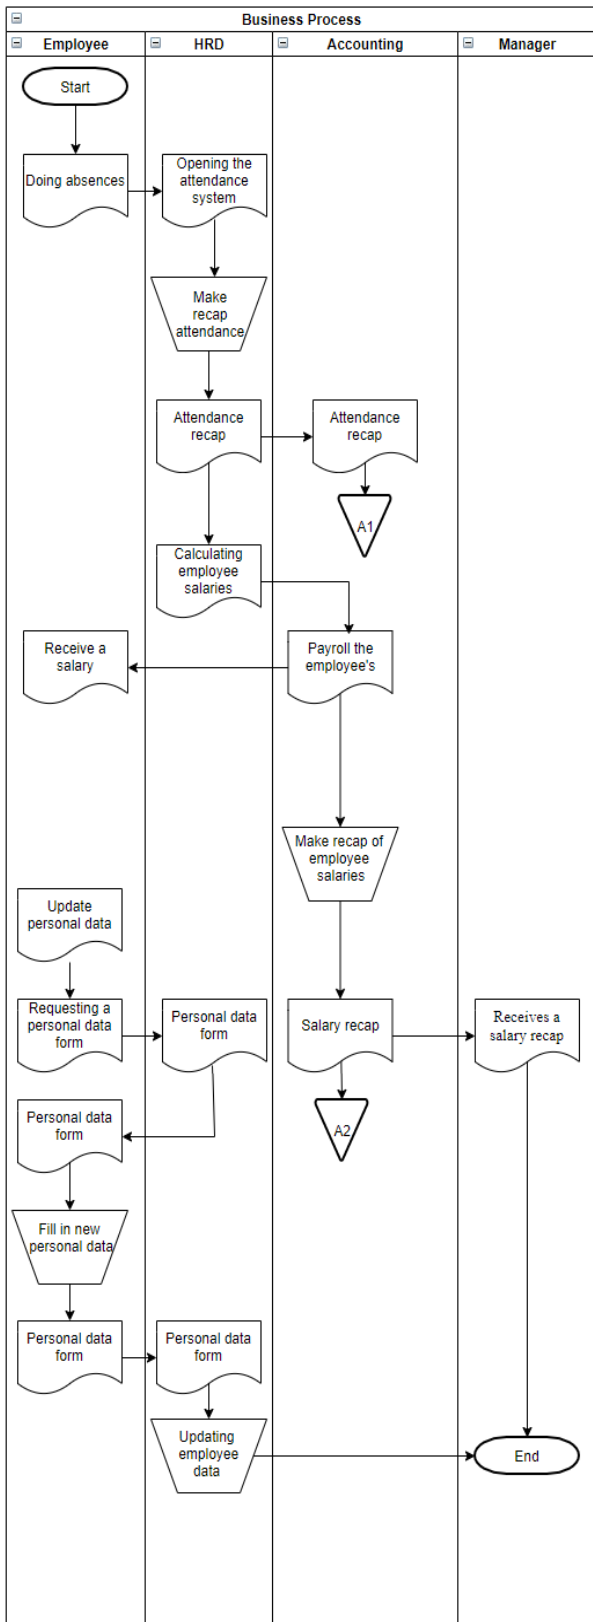 Business Process
Employee
HRD
Accounting
Manager
Start
Doing absences
Opening the
attendance
system
Make
recap
attendance
Attendance
recap
Attendance
recap
A1
Calculating
employee
salaries
Receive a
salary
Payroll the
employee's
Make recap of
employee
salaries
Update
personal data
Requesting a
personal data
form
Personal data
form
Salary recap
Receives a
salary recap
Personal data
form
A2
Fill in new
personal data
Personal data
form
Personal data
form
Updating
employee
data
End